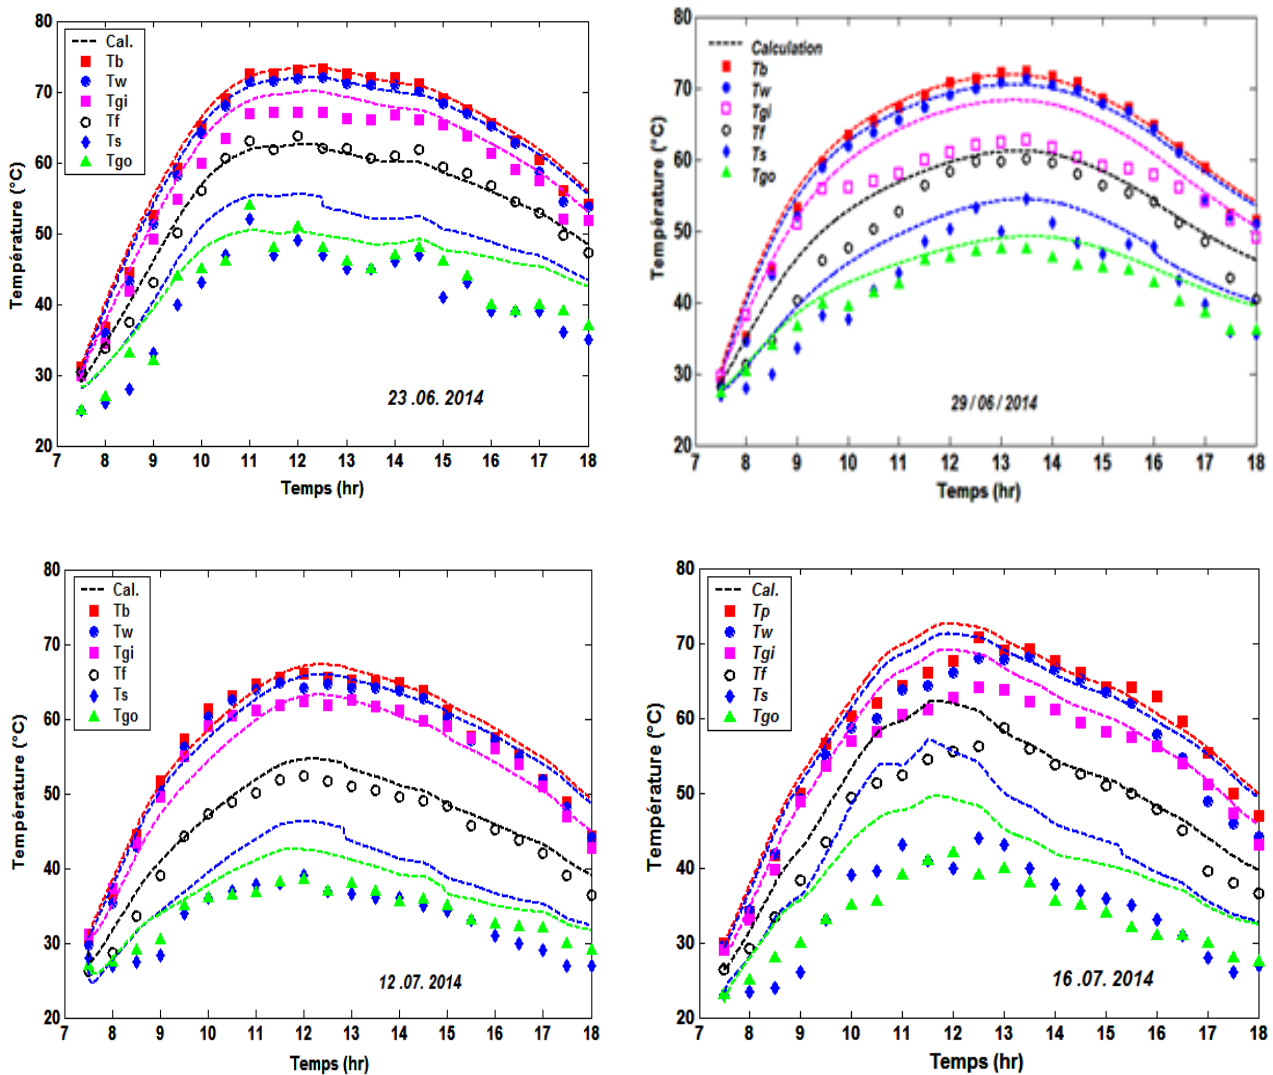 80
70
60
50
40
30
20
Température (°C)
Cal.
Tb
Tw
Tgi
Tf
Ts
Tgo
23 .06. 2014
7 8 9 10 11 12 13 14 15 16 17 18
Temps (hr)
80
70
60
50
40
30
20
Température (°C)
Calculation
Tb
Tw
Tgi
Tf
Ts
Tgo
29 / 06 / 2014
7 8 9 10 11 12 13 14 15 16 17 18
Temps (hr)
80
70
60
50
40
30
20
Température (°C)
Cal.
Tb
Tw
Tgi
Tf
Ts
Tgo
12 .07. 2014
7 8 9 10 11 12 13 14 15 16 17 18
Temps (hr)
80
70
60
50
40
30
20
Température (°C)
Cal.
Tp
Tw
Tgi
Tf
Ts
Tgo
16 .07. 2014
7 8 9 10 11 12 13 14 15 16 17 18
Temps (hr)